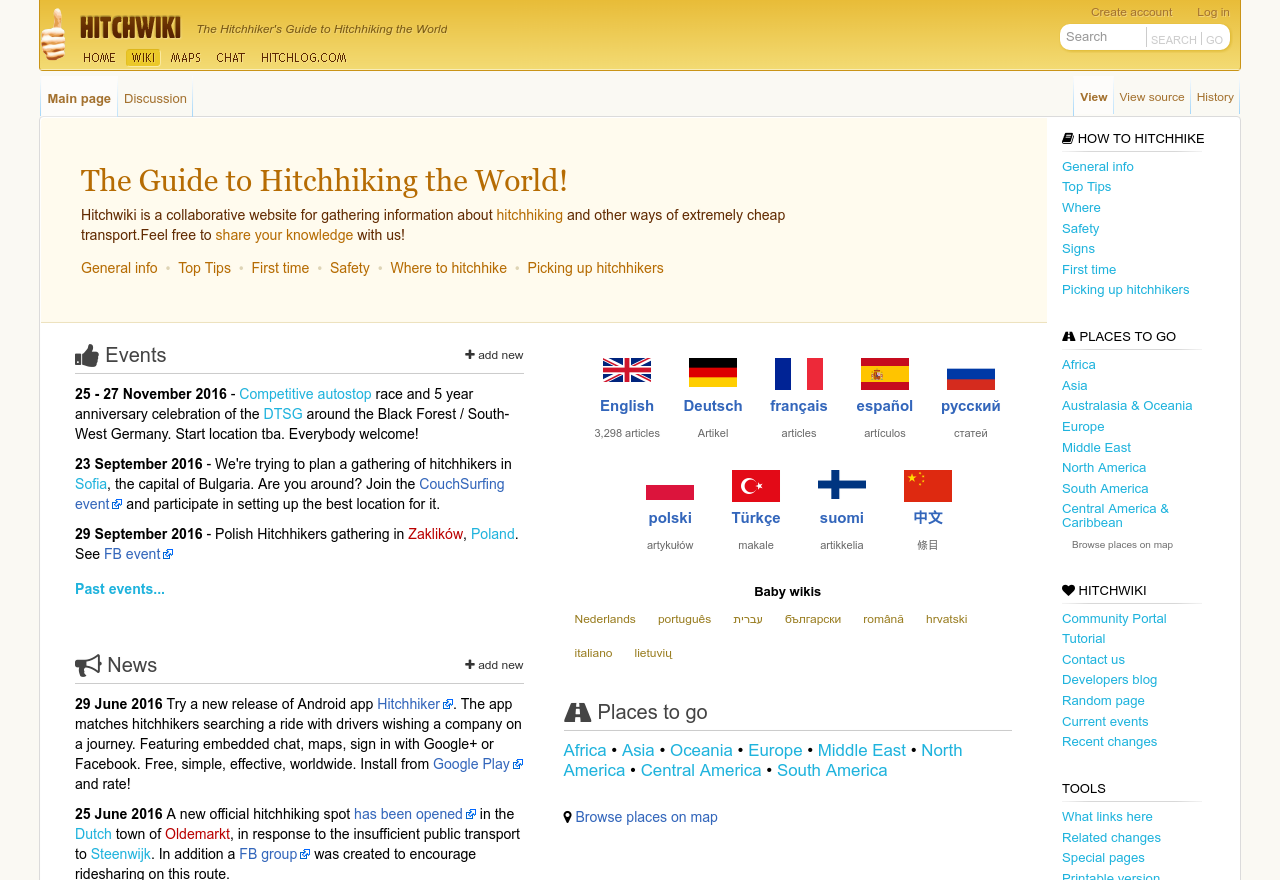 HITCHWIKI
The Hitchhiker's Guide to Hitchhiking the World
Create account Log in
Search SEARCH GO
HOME WIKI MAPS CHAT HITCHLOG.COM
Main page Discussion
View View source History
The Guide to Hitchhiking the World!
Hitchwiki is a collaborative website for gathering information about hitchhiking and other ways of extremely cheap
transport.Feel free to share your knowledge with us!
General info • Top Tips • First time • Safety • Where to hitchhike • Picking up hitchhikers
Events
+ add new
25 - 27 November 2016 - Competitive autostop race and 5 year
anniversary celebration of the DTSG around the Black Forest / South-
West Germany. Start location tba. Everybody welcome!
23 September 2016 - We're trying to plan a gathering of hitchhikers in
Sofia, the capital of Bulgaria. Are you around? Join the CouchSurfing
event and participate in setting up the best location for it.
29 September 2016 - Polish Hitchhikers gathering in Zaklików, Poland.
See FB event
Past events...
News
+ add new
29 June 2016 Try a new release of Android app Hitchhiker. The app
matches hitchhikers searching a ride with drivers wishing a company on
a journey. Featuring embedded chat, maps, sign in with Google+ or
Facebook. Free, simple, effective, worldwide. Install from Google Play
and rate!
25 June 2016 A new official hitchhiking spot has been opened in the
Dutch town of Oldemarkt, in response to the insufficient public transport
to Steenwijk. In addition a FB group was created to encourage
ridesharing on this route.
English Deutsch français español русский
3,298 articles Artikel articles artículos статей
polski Türkçe suomi 中文
artykułów makale artikkelia 條目
Baby wikis
Nederlands português עברית български română hrvatski
italiano lietuvių
Places to go
Africa • Asia • Oceania • Europe • Middle East • North
America • Central America • South America
Browse places on map
HOW TO HITCHHIKE
General info
Top Tips
Where
Safety
Signs
First time
Picking up hitchhikers
PLACES TO GO
Africa
Asia
Australasia & Oceania
Europe
Middle East
North America
South America
Central America &
Caribbean
Browse places on map
HITCHWIKI
Community Portal
Tutorial
Contact us
Developers blog
Random page
Current events
Recent changes
TOOLS
What links here
Related changes
Special pages
Printable version